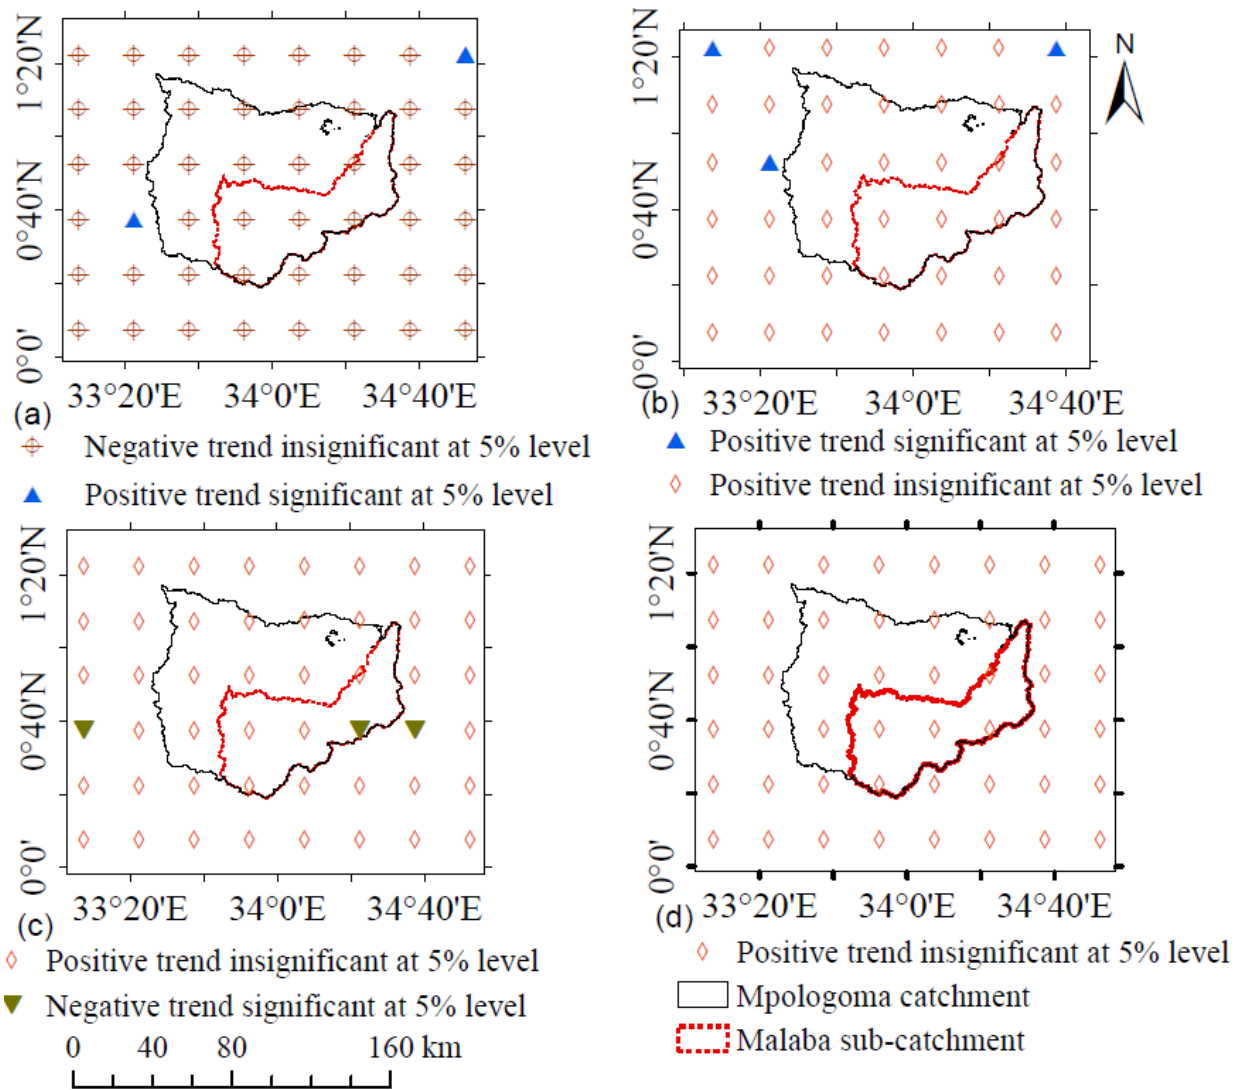 1°20'N
0°40'N
0°0'
33°20'E 34°0'E 34°40'E
(a)
Negative trend insignificant at 5% level
Positive trend significant at 5% level
1°20'N
0°40'N
0°0'
N
33°20'E 34°0'E 34°40'E
(b)
Positive trend significant at 5% level
Positive trend insignificant at 5% level
1°20'N
0°40'N
0°0'
33°20'E 34°0'E 34°40'E
(c)
Positive trend insignificant at 5% level
Negative trend significant at 5% level
0 40 80 160 km
1°20'N
0°40'N
0°0'
33°20'E 34°0'E 34°40'E
(d)
Positive trend insignificant at 5% level
Mpologoma catchment
Malaba sub-catchment